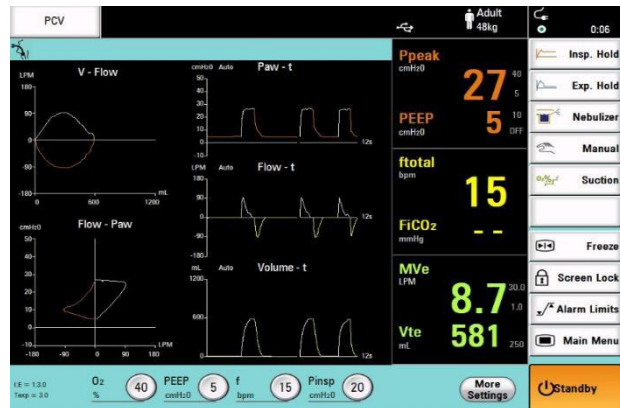 PCV
Adult
48kg
0:06
V - Flow
LPM
180
90
0
-90
-180
0
600
1200
mL
cmH2O Auto Paw - t
50
40
30
20
10
0
-10
12s
LPM Auto Flow - t
180
90
0
-90
-180
12s
Flow - Paw
cmH2O
50
40
30
20
10
0
-10
-180
-90
0
90
180
LPM
mL Auto Volume - t
1200
600
0
12s
Ppeak
cmH2O
27
40
5
PEEP
cmH2O
5
10
OFF
ftotal
bpm
15
FiCO2
mmHg
- -
MVe
LPM
8.7
30.0
1.0
Vte
mL
581
250
Insp. Hold
Exp. Hold
Nebulizer
Manual
Suction
Freeze
Screen Lock
Alarm Limits
Main Menu
Standby
I:E = 1:3.0
Texp = 3.0
O2
%
40
PEEP
cmH2O
5
f
bpm
15
Pinsp
cmH2O
20
More
Settings